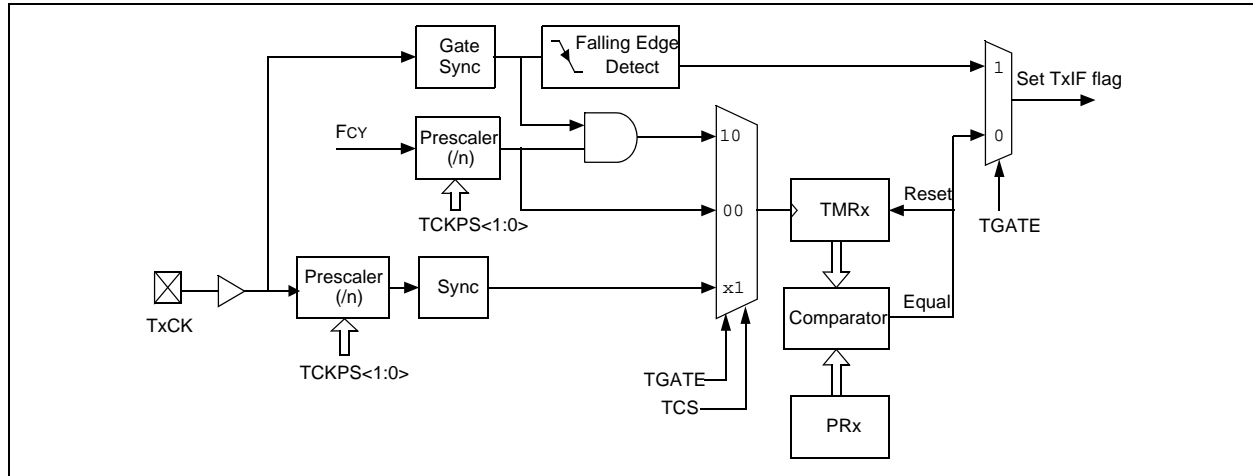 Gate
Sync
Falling Edge
Detect
1
Set TxIF flag
0
TGATE
FCY
Prescaler
(/n)
TCKPS<1:0>
10
00
x1
TMRx
Reset
TxCK
Prescaler
(/n)
Sync
TCKPS<1:0>
Comparator
Equal
TGATE
TCS
PRx